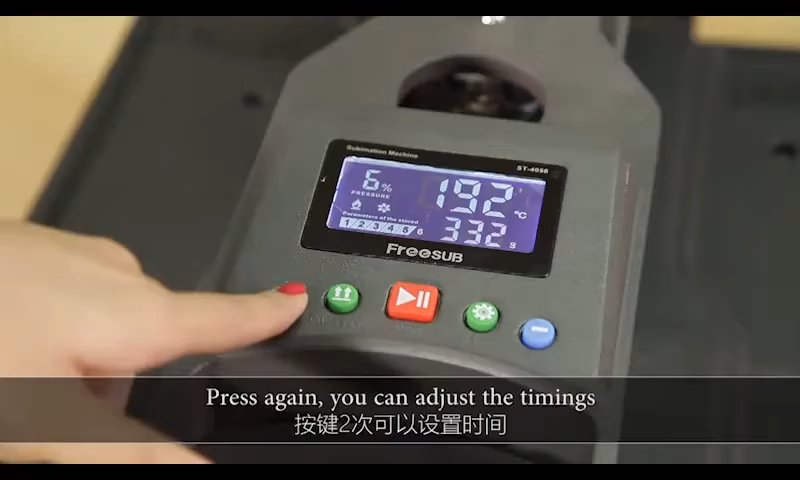 Sublimation Machine
ST-4050
6% 192 °C
PRESSURE
Parameters of the stored
1 2 3 4 5 6 332 S
FreeSUB
Press again, you can adjust the timings
按键2次可以设置时间